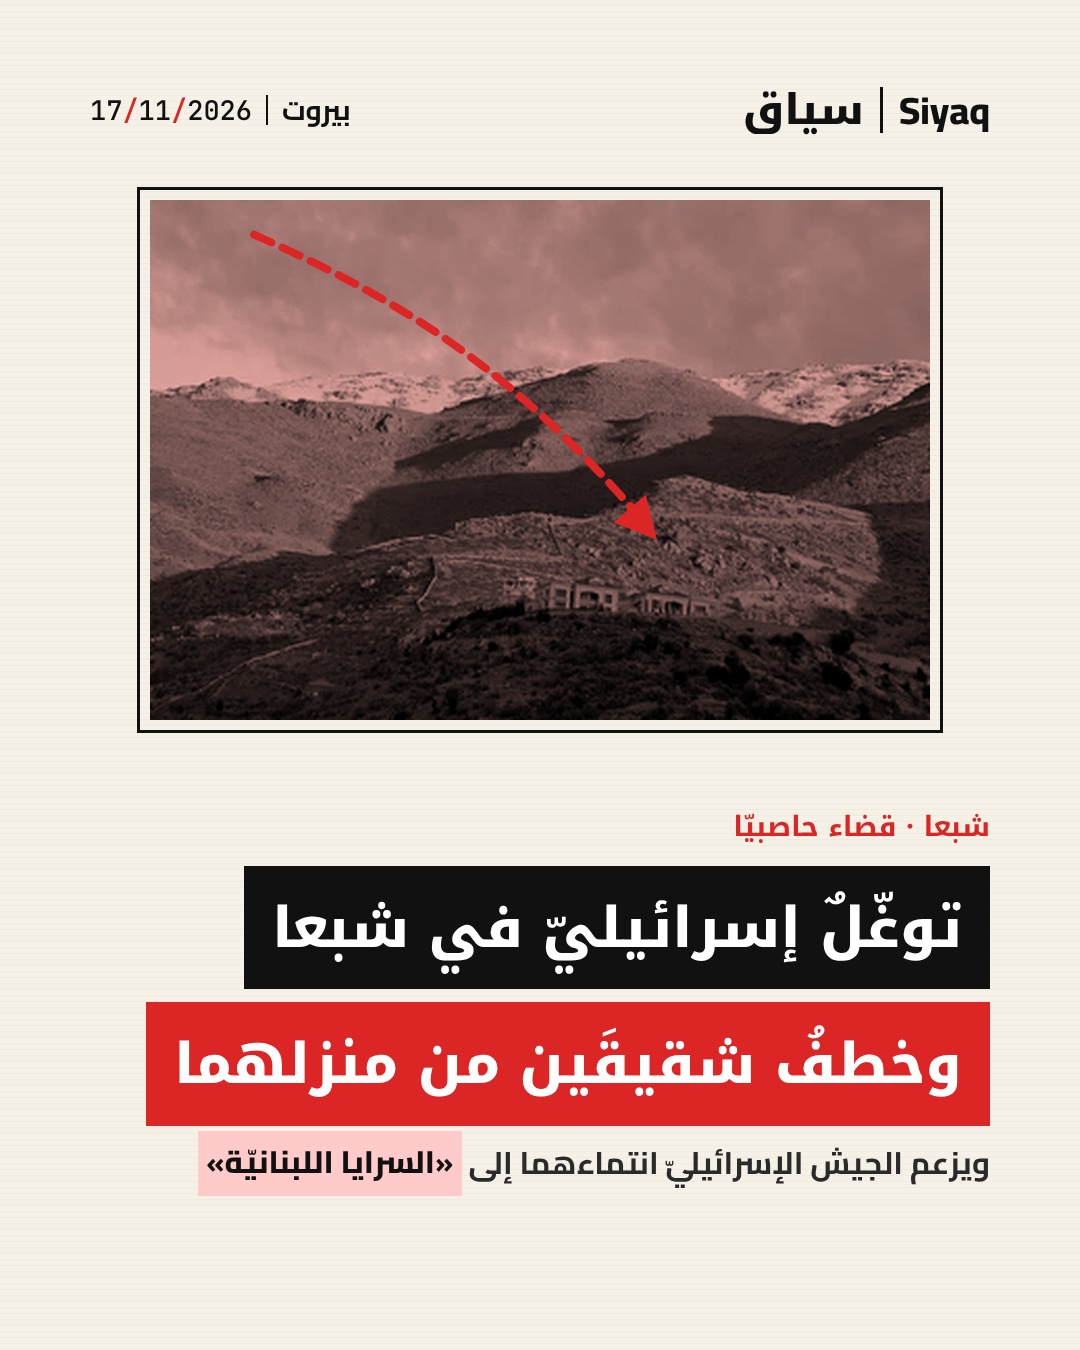 Siyaq | سياق
بيروت | 17/11/2026
شبعا · قضاء حاصبيّا
توغّلٌ إسرائيليّ في شبعا
وخطفُ شقيقَين من منزلهما
ويزعم الجيش الإسرائيليّ انتماءهما إلى «السرايا اللبنانيّة»